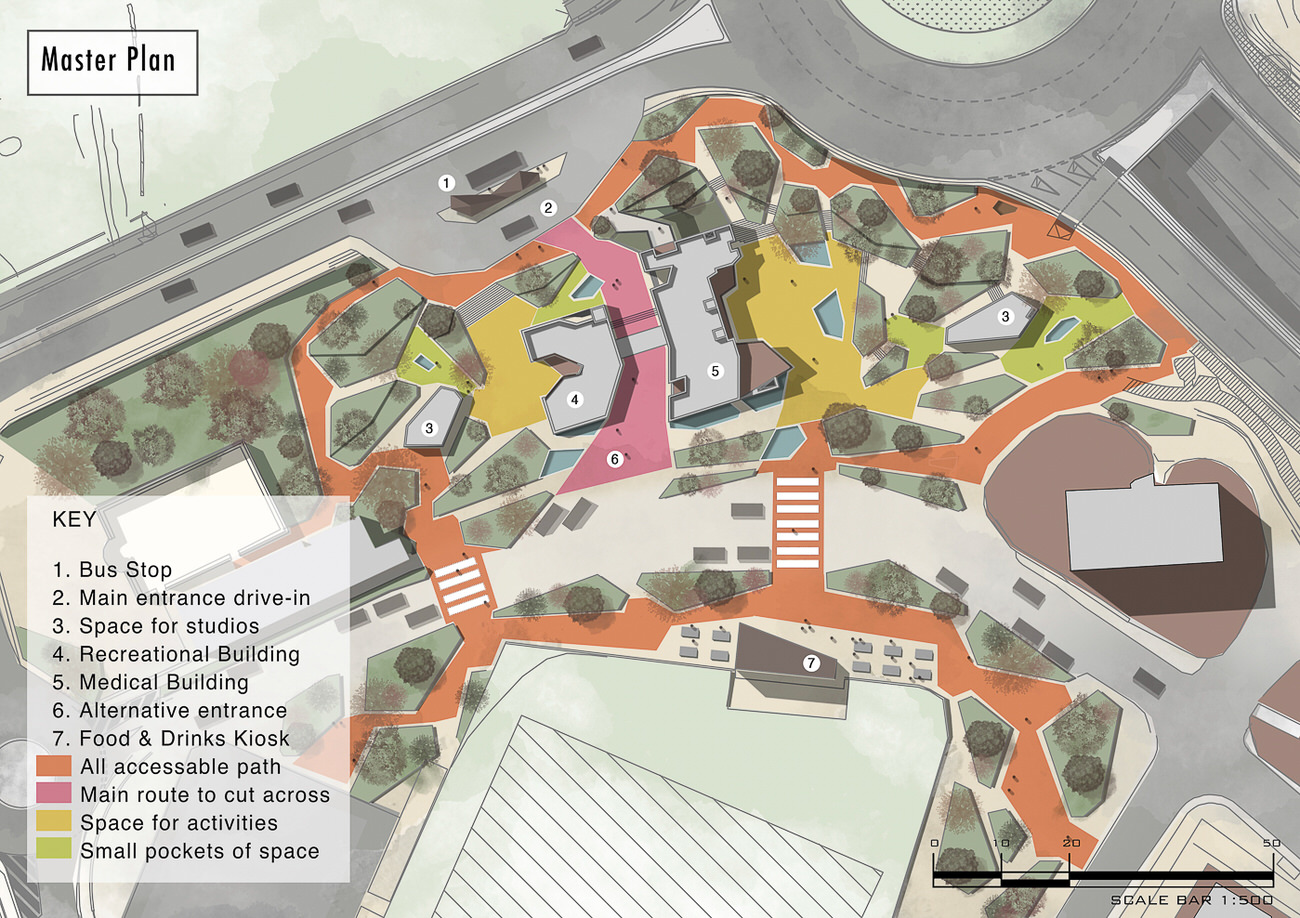 Master Plan
1
2
3
3
4
5
6
7
KEY
1. Bus Stop
2. Main entrance drive-in
3. Space for studios
4. Recreational Building
5. Medical Building
6. Alternative entrance
7. Food & Drinks Kiosk
All accessable path
Main route to cut across
Space for activities
Small pockets of space
0 10 20 50
SCALE BAR 1:500